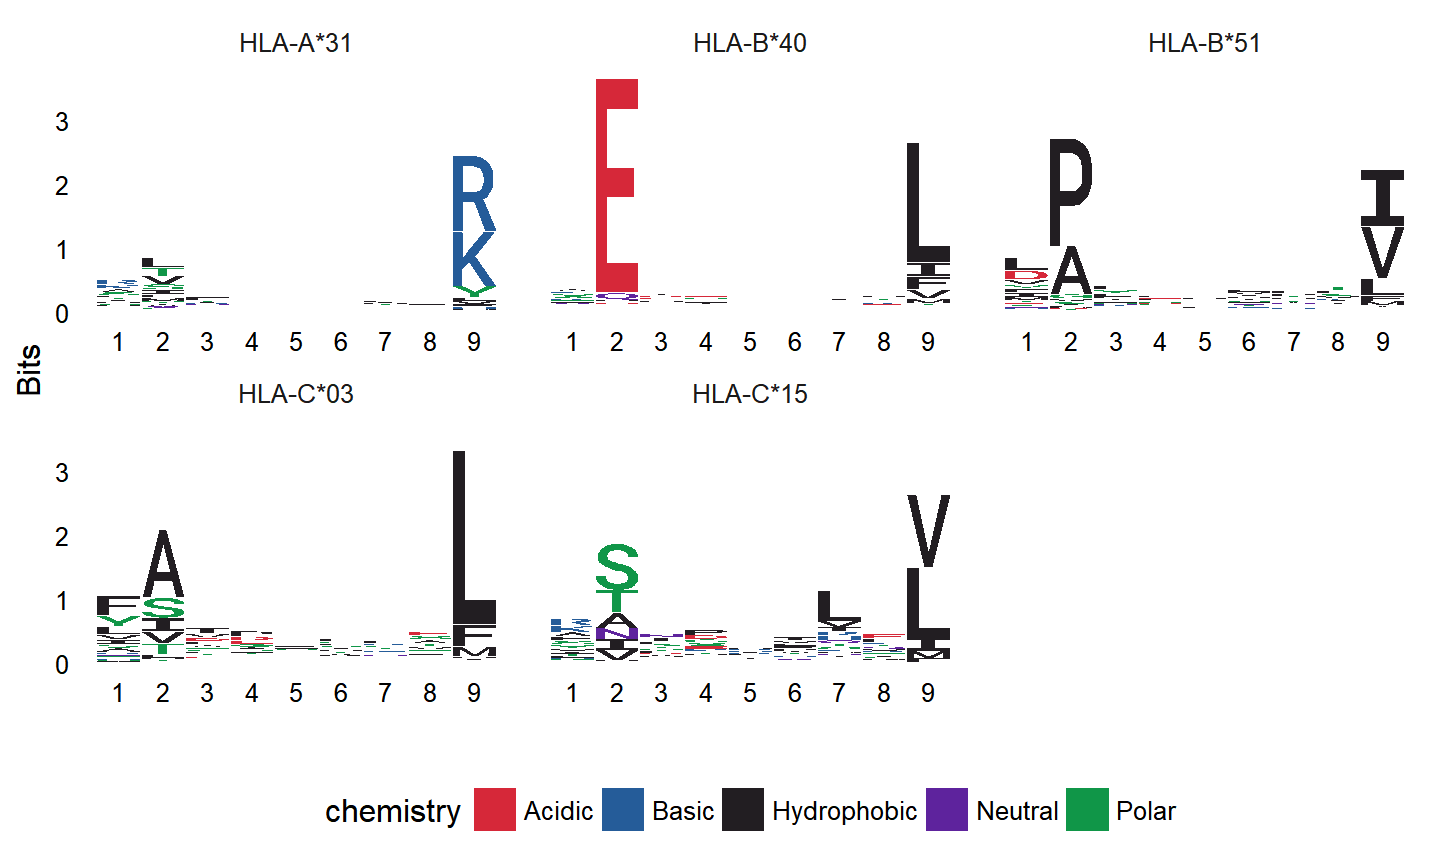 HLA-A*31 HLA-B*40 HLA-B*51
3
2
1
0
R
K
E
L
P
A
I
V
1 2 3 4 5 6 7 8 9 1 2 3 4 5 6 7 8 9 1 2 3 4 5 6 7 8 9
Bits
HLA-C*03 HLA-C*15
3
2
1
0
A
S
L
S
T
L
V
L
1 2 3 4 5 6 7 8 9 1 2 3 4 5 6 7 8 9
chemistry Acidic Basic Hydrophobic Neutral Polar